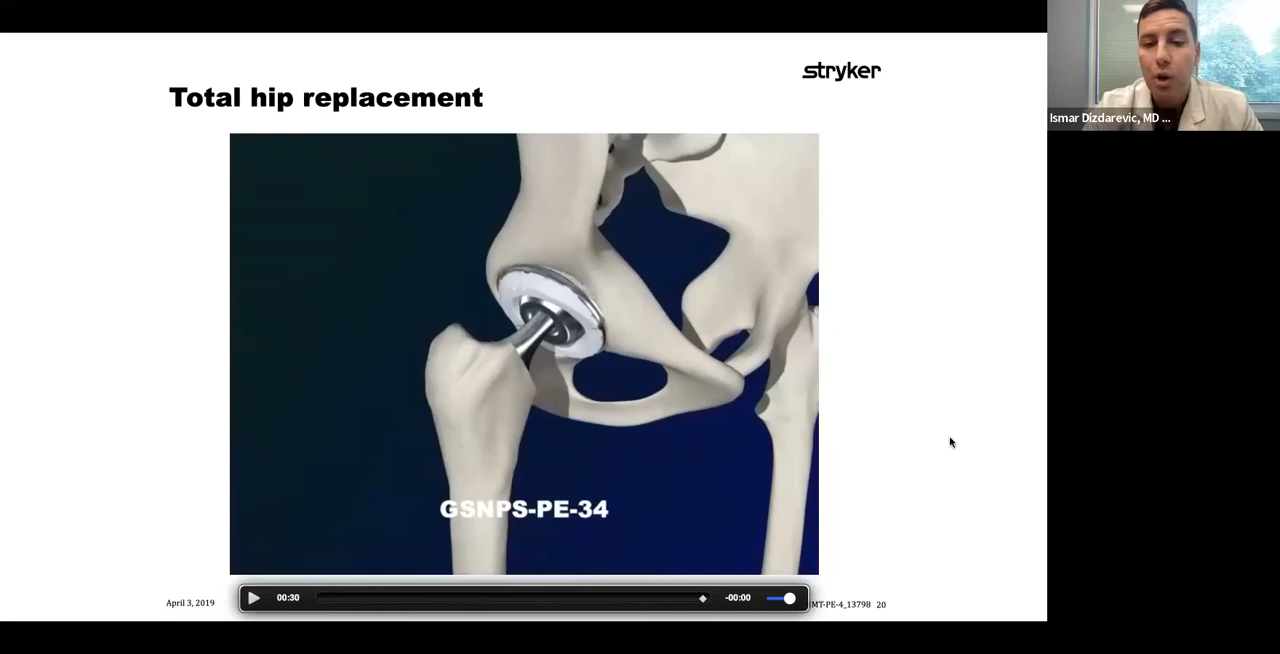 stryker
Total hip replacement
Ismar Dizdarevic, MD ...
GSNPS-PE-34
00:30
-00:00
April 3, 2019
MT-PE-4_13798 20